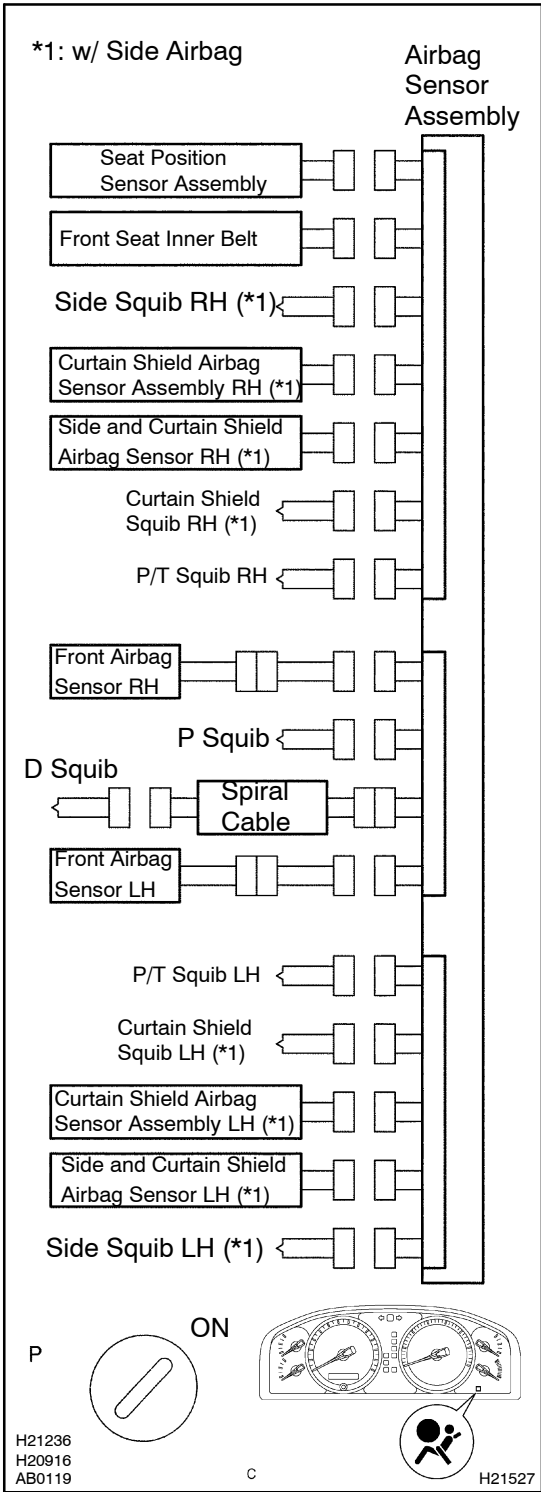 *1: w/ Side Airbag
Airbag
Sensor
Assembly
Seat Position
Sensor Assembly
Front Seat Inner Belt
Side Squib RH (*1)
Curtain Shield Airbag
Sensor Assembly RH (*1)
Side and Curtain Shield
Airbag Sensor RH (*1)
Curtain Shield
Squib RH (*1)
P/T Squib RH
Front Airbag
Sensor RH
P Squib
D Squib
Spiral
Cable
Front Airbag
Sensor LH
P/T Squib LH
Curtain Shield
Squib LH (*1)
Curtain Shield Airbag
Sensor Assembly LH (*1)
Side and Curtain Shield
Airbag Sensor LH (*1)
Side Squib LH (*1)
ON
P
H21236
H20916
AB0119
C
H21527